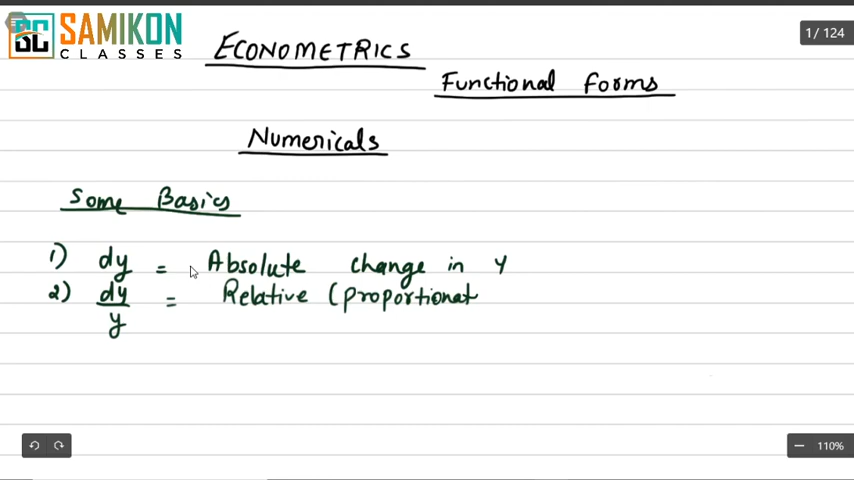 SC SAMIKON
CLASSES
ECONOMETRICS
1 / 124
Functional Forms
Numericals
Some Basics
1) dy = Absolute change in y
2) dy/y = Relative (proportionat
110%